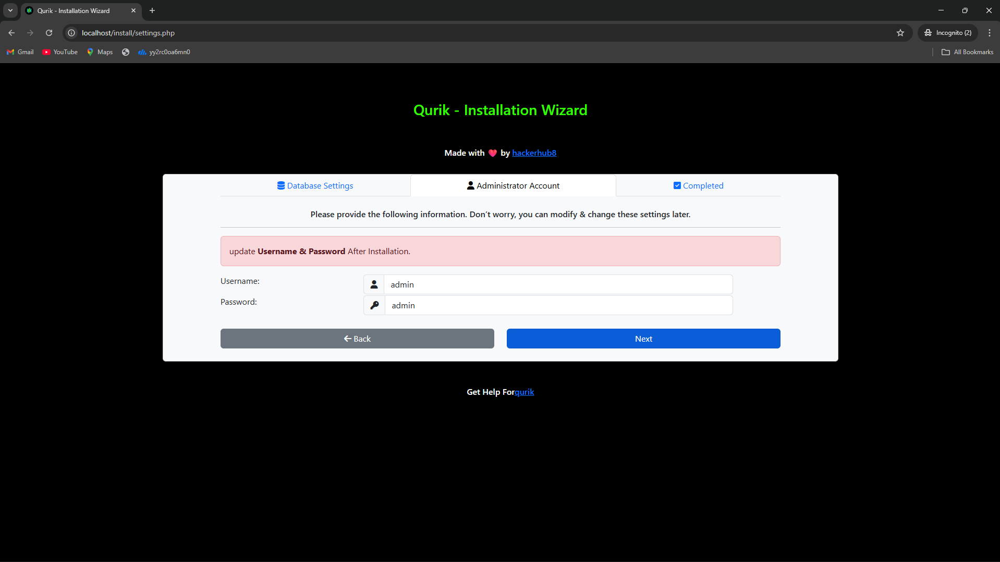 Qurik - Installation Wizard
localhost/install/settings.php
Incognito (2)
Gmail
YouTube
Maps
yy2rc0oa6mn0
All Bookmarks
Qurik - Installation Wizard
Made with ❤️ by hackerhub8
Database Settings
Administrator Account
Completed
Please provide the following information. Don't worry, you can modify & change these settings later.
update Username & Password After Installation.
Username:
admin
Password:
admin
Back
Next
Get Help Forqurik